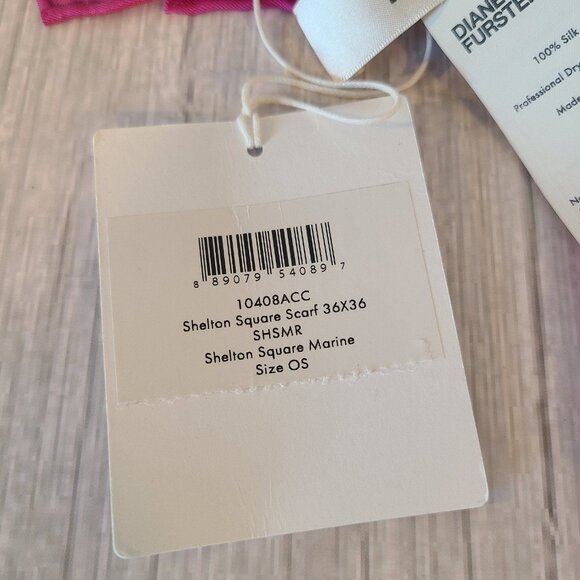 DIANE
FURSTE
100% Silk
Professional Dry
Made
8 89079 54089 7
10408ACC
Shelton Square Scarf 36X36
SHSMR
Shelton Square Marine
Size OS